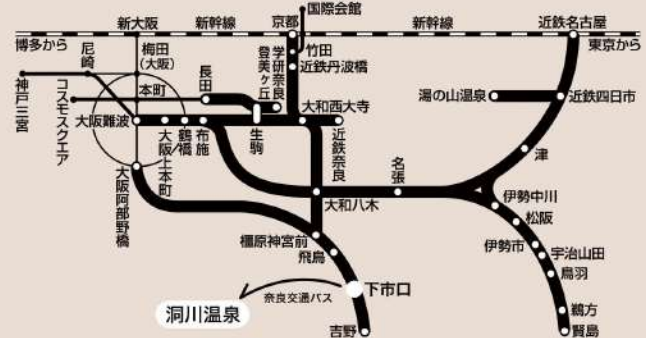 国際会館
新大阪
新幹線
京都
新幹線
近鉄名古屋
博多から
東京から
尼崎
梅田
(大阪)
竹田
近鉄丹波橋
学研奈良
登美ヶ丘
長田
神戸三宮
コスモスクエア
本町
湯の山温泉
近鉄四日市
大阪難波
大阪上本町
鶴橋
布施
生駒
大和西大寺
近鉄奈良
津
大阪阿部野橋
大和八木
名張
伊勢中川
松阪
橿原神宮前
伊勢市
宇治山田
飛鳥
鳥羽
奈良交通バス
下市口
洞川温泉
鵜方
吉野
賢島